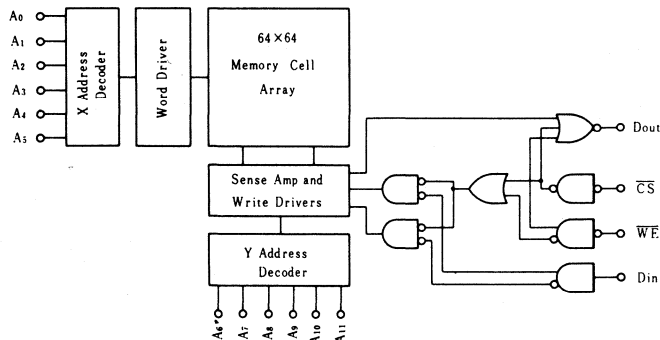 A0
A1
A2
A3
A4
A5
X Address
Decoder
Word Driver
64×64
Memory Cell
Array
Sense Amp and
Write Drivers
Y Address
Decoder
A6*
A7
A8
A9
A10
A11
Dout
CS
WE
Din